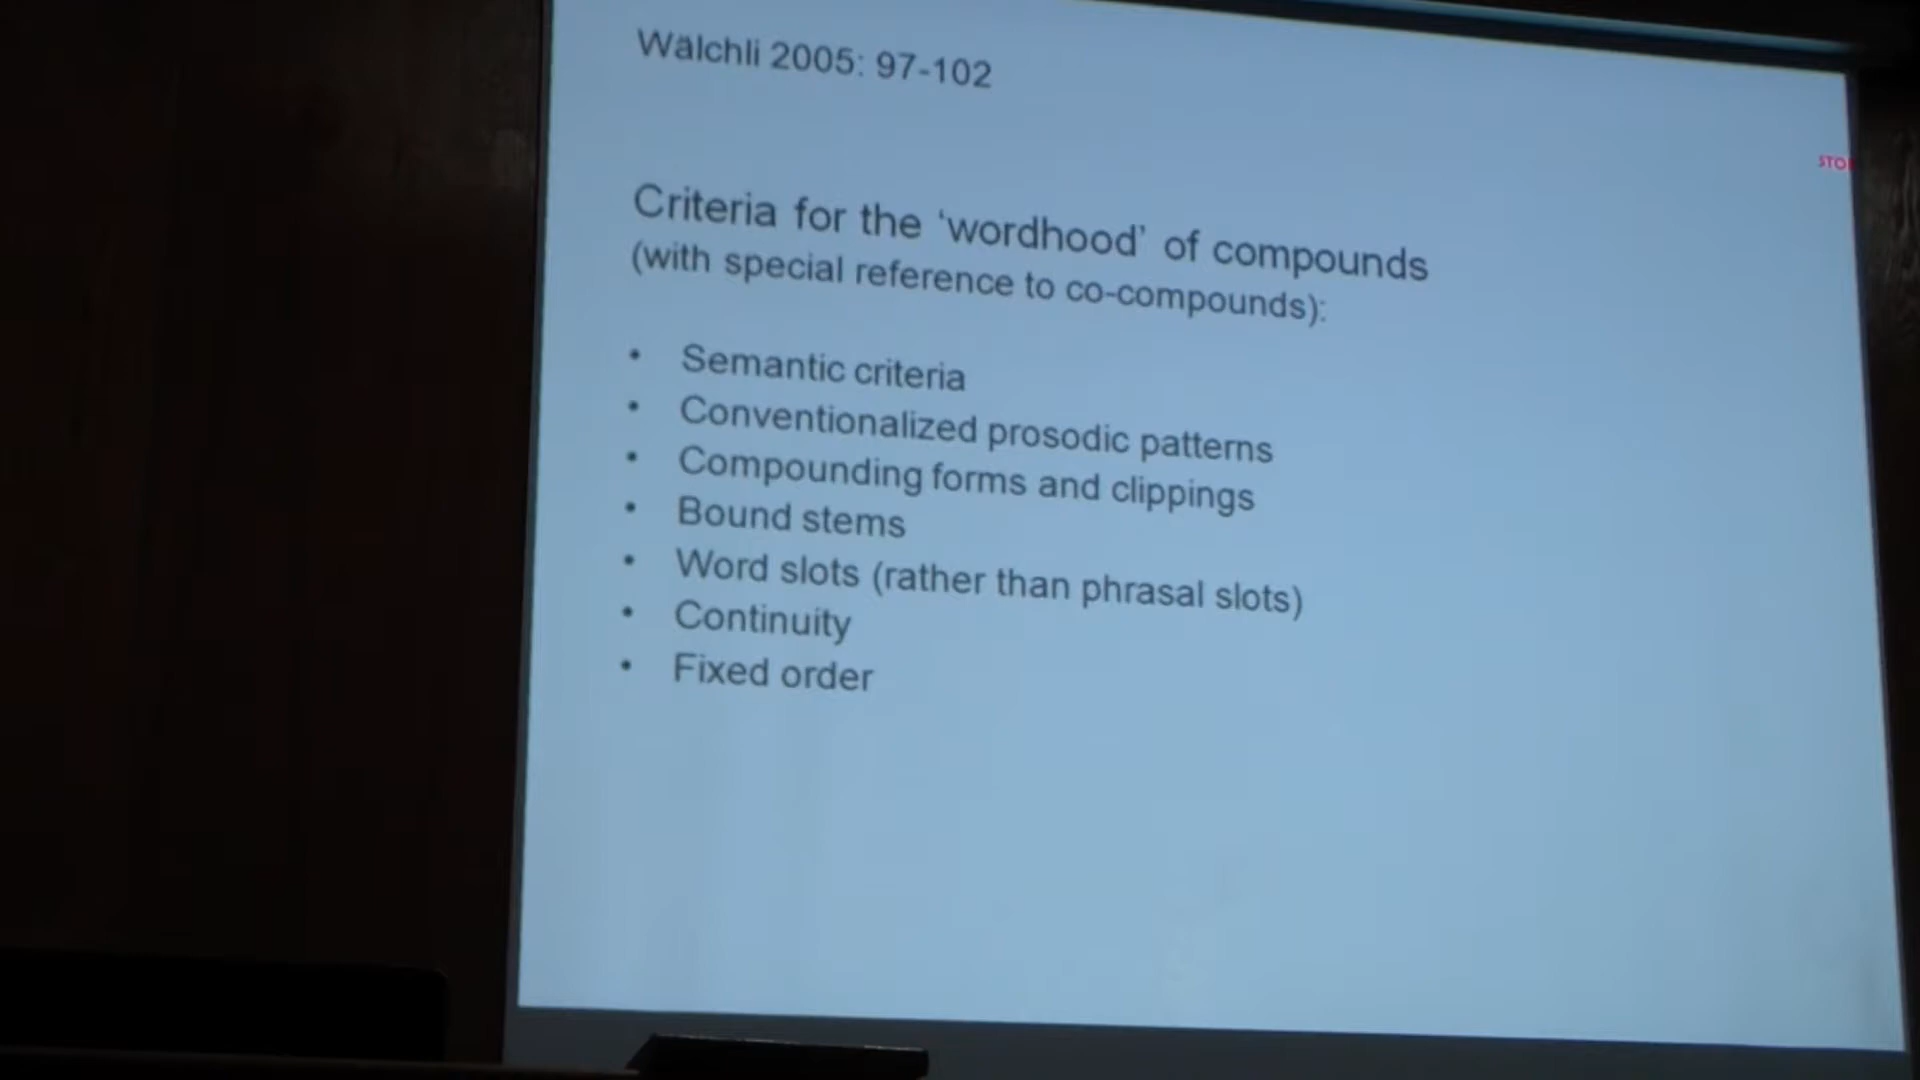 Wälchli 2005: 97-102
Criteria for the ‘wordhood’ of compounds
(with special reference to co-compounds):
• Semantic criteria
• Conventionalized prosodic patterns
• Compounding forms and clippings
• Bound stems
• Word slots (rather than phrasal slots)
• Continuity
• Fixed order